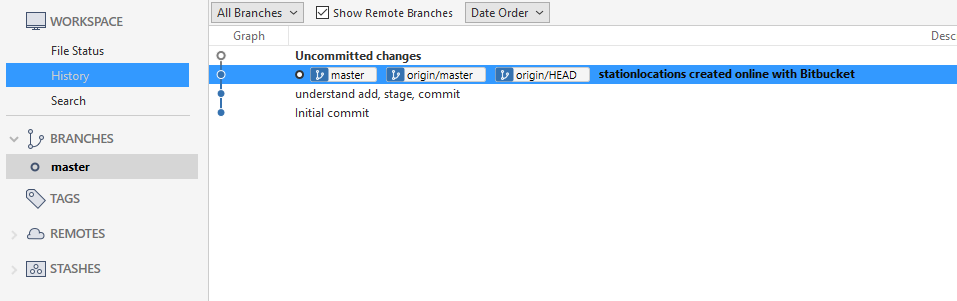 WORKSPACE
File Status
History
Search
BRANCHES
master
TAGS
REMOTES
STASHES
All Branches Show Remote Branches Date Order
Graph Desc
Uncommitted changes
master origin/master origin/HEAD stationlocations created online with Bitbucket
understand add, stage, commit
Initial commit